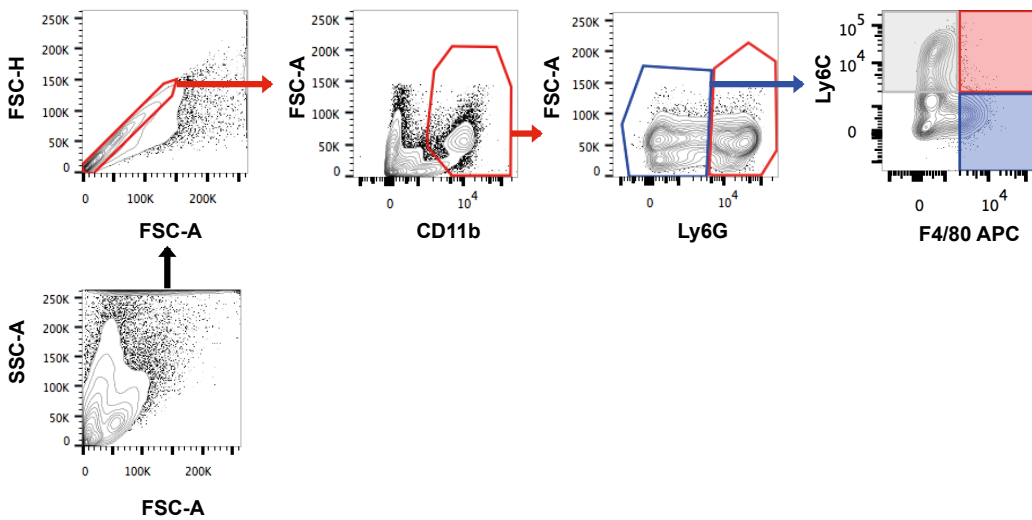 FSC-H
250K
200K
150K
100K
50K
0
0
100K
200K
FSC-A
FSC-A
250K
200K
150K
100K
50K
0
0
10^4
CD11b
FSC-A
250K
200K
150K
100K
50K
0
0
10^4
Ly6G
Ly6C
10^5
10^4
0
0
10^4
F4/80 APC
SSC-A
250K
200K
150K
100K
50K
0
0
100K
200K
FSC-A